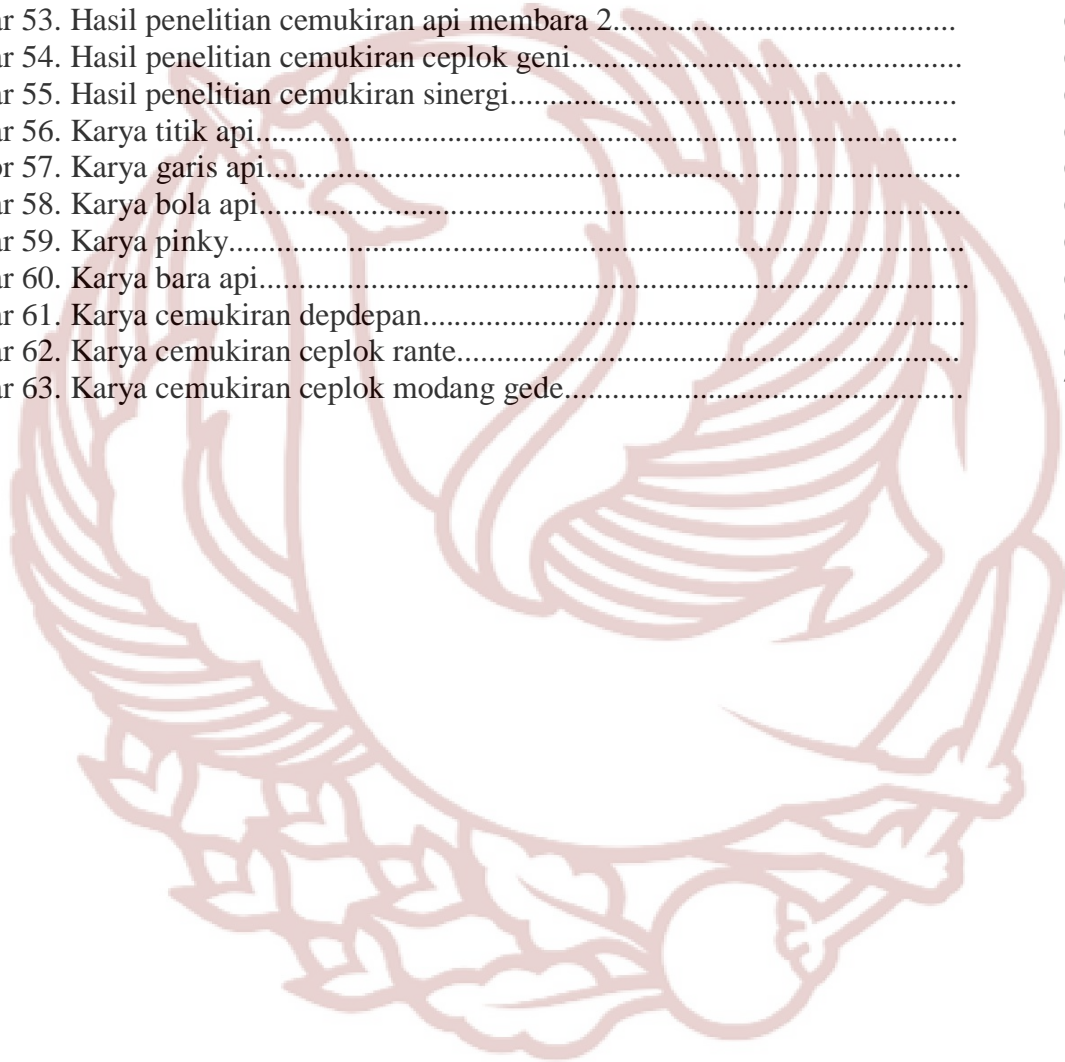 ar 53. Hasil penelitian cemukiran api membara 2.................................................
ar 54. Hasil penelitian cemukiran ceplok geni.......................................................
ar 55. Hasil penelitian cemukiran sinergi...............................................................
ar 56. Karya titik api...................................................................................................
or 57. Karya garis api...................................................................................................
ar 58. Karya bola api...................................................................................................
ar 59. Karya pinky........................................................................................................
ar 60. Karya bara api....................................................................................................
ar 61. Karya cemukiran depdepan.............................................................................
ar 62. Karya cemukiran ceplok rante.......................................................................
ar 63. Karya cemukiran ceplok modang gede........................................................